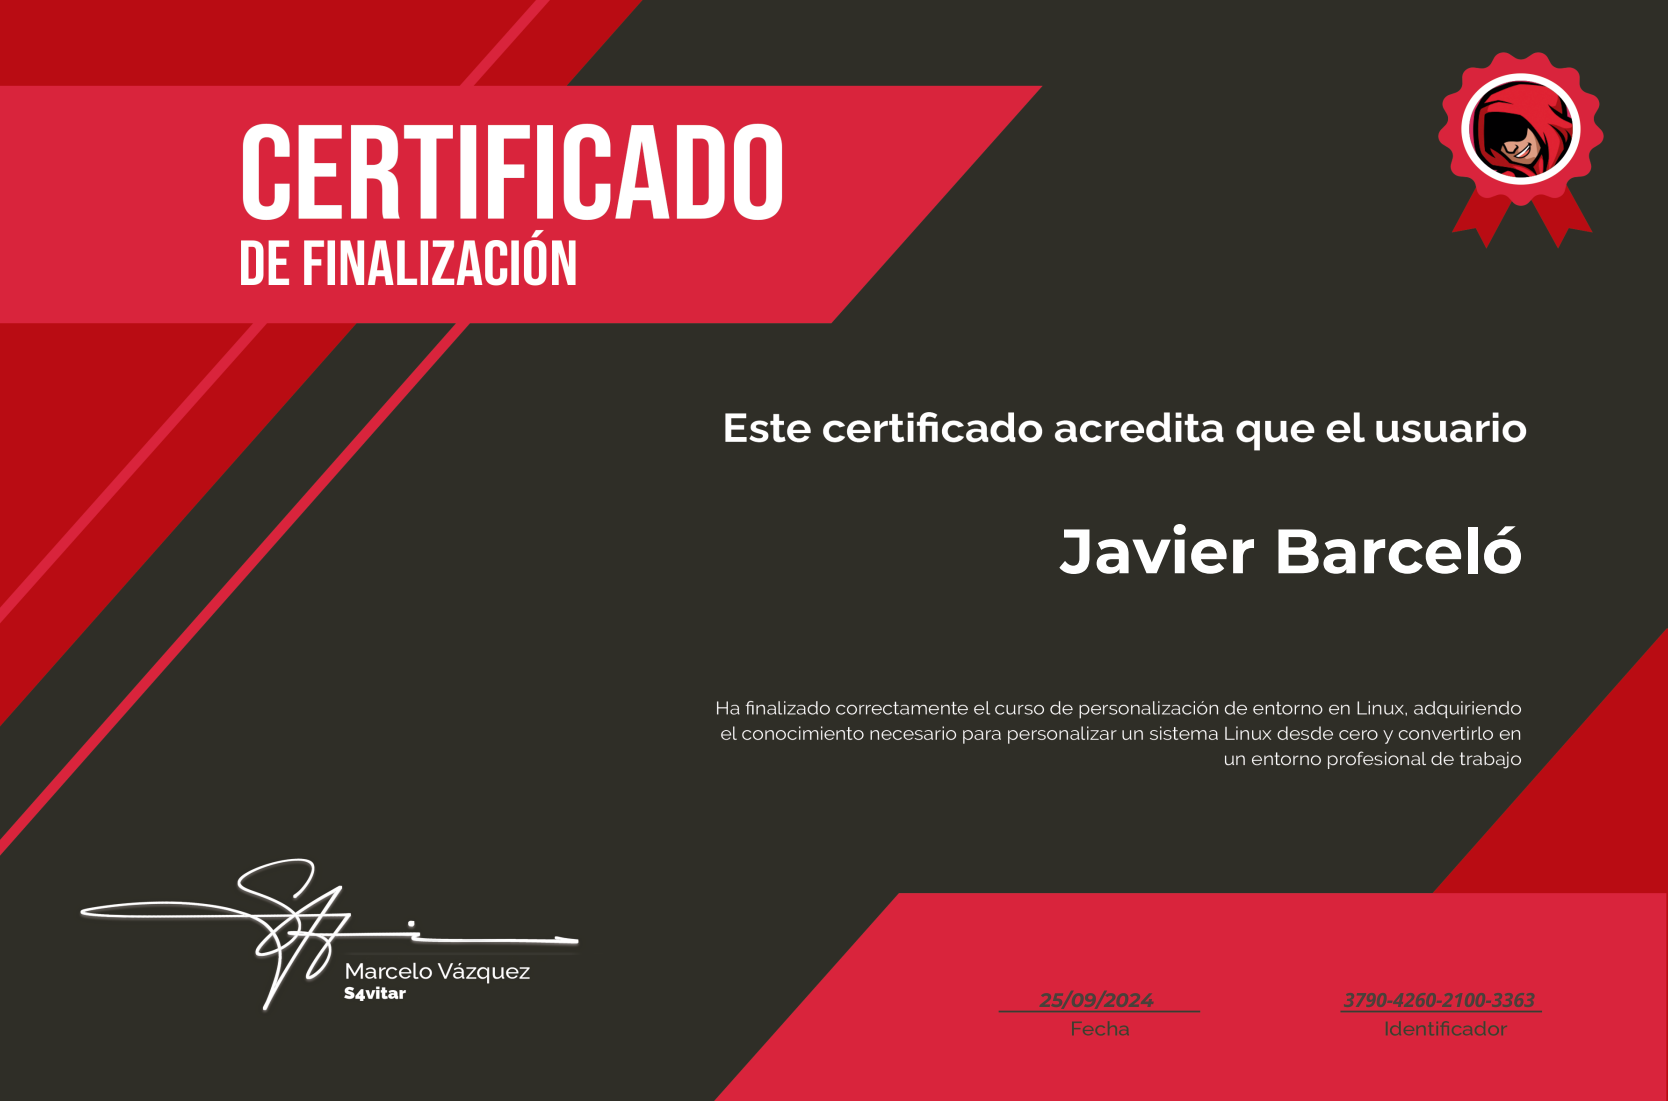 CERTIFICADO
DE FINALIZACIÓN
Este certificado acredita que el usuario
Javier Barceló
Ha finalizado correctamente el curso de personalización de entorno en Linux, adquiriendo
el conocimiento necesario para personalizar un sistema Linux desde cero y convertirlo en
un entorno profesional de trabajo
Marcelo Vázquez
S4vitar
25/09/2024
Fecha
3790-4260-2100-3363
Identificador